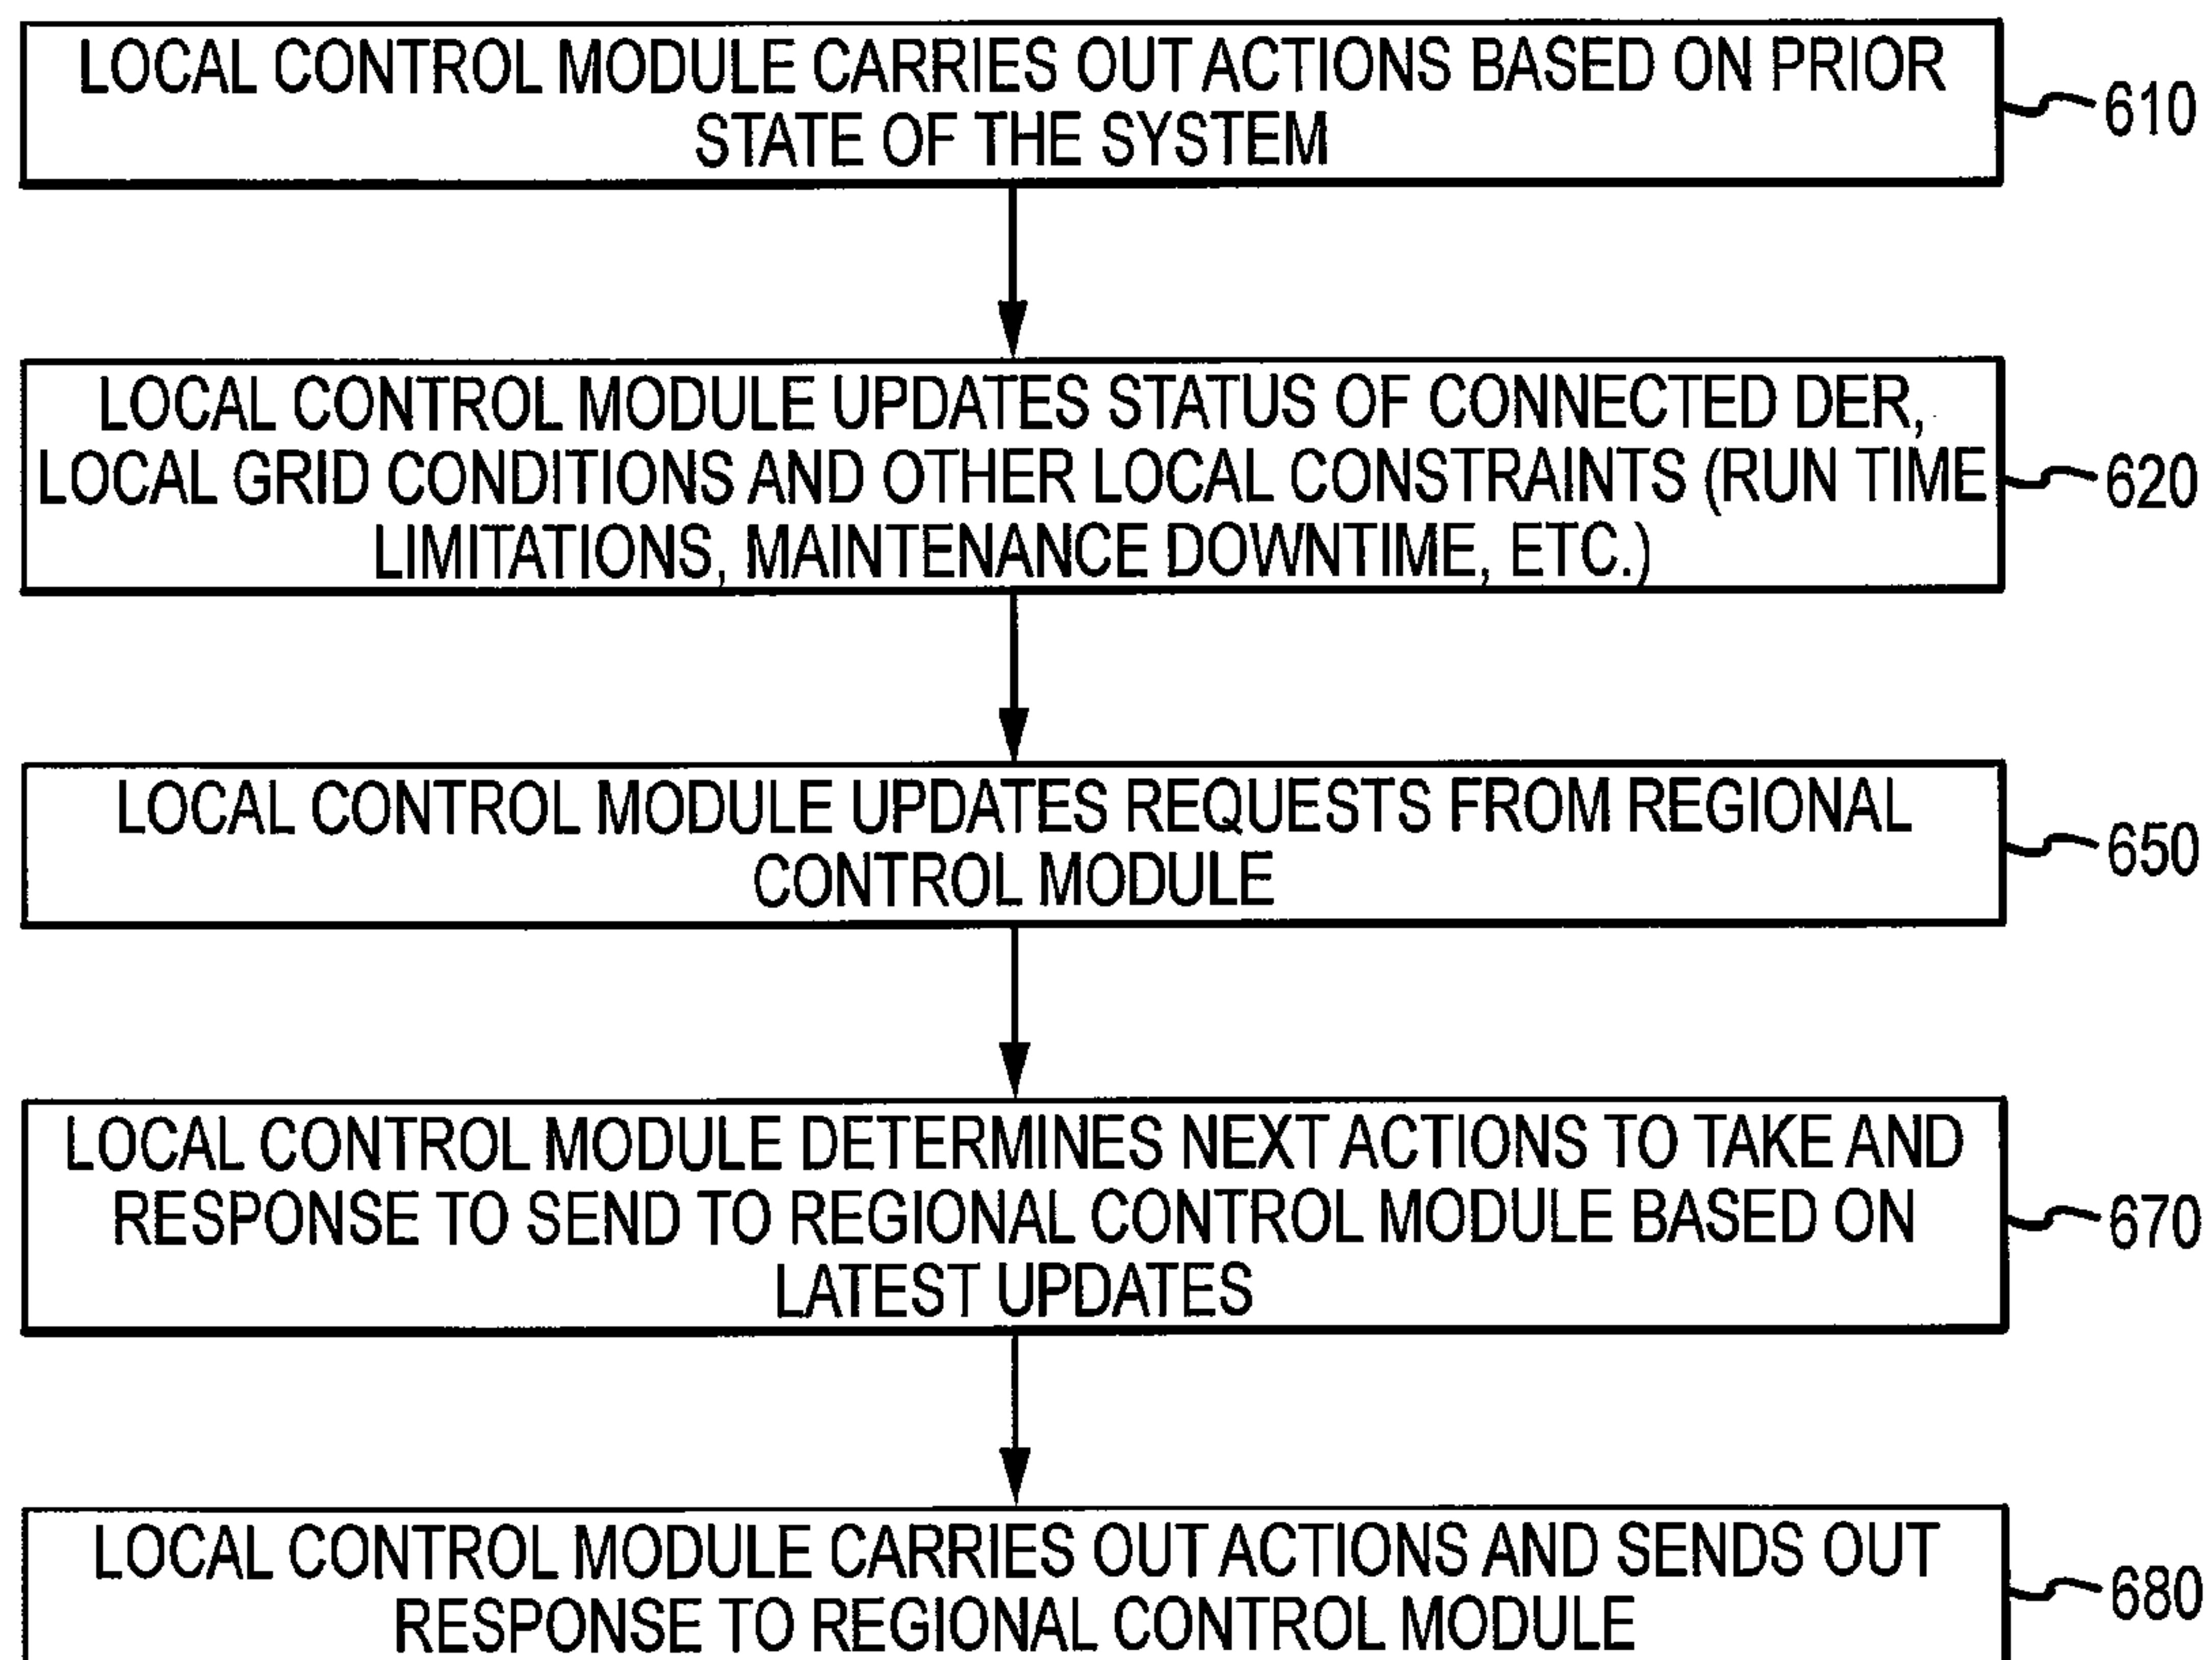 LOCAL CONTROL MODULE CARRIES OUT ACTIONS BASED ON PRIOR
STATE OF THE SYSTEM
610
LOCAL CONTROL MODULE UPDATES STATUS OF CONNECTED DER,
LOCAL GRID CONDITIONS AND OTHER LOCAL CONSTRAINTS (RUN TIME
LIMITATIONS, MAINTENANCE DOWNTIME, ETC.)
620
LOCAL CONTROL MODULE UPDATES REQUESTS FROM REGIONAL
CONTROL MODULE
650
LOCAL CONTROL MODULE DETERMINES NEXT ACTIONS TO TAKE AND
RESPONSE TO SEND TO REGIONAL CONTROL MODULE BASED ON
LATEST UPDATES
670
LOCAL CONTROL MODULE CARRIES OUT ACTIONS AND SENDS OUT
RESPONSE TO REGIONAL CONTROL MODULE
680